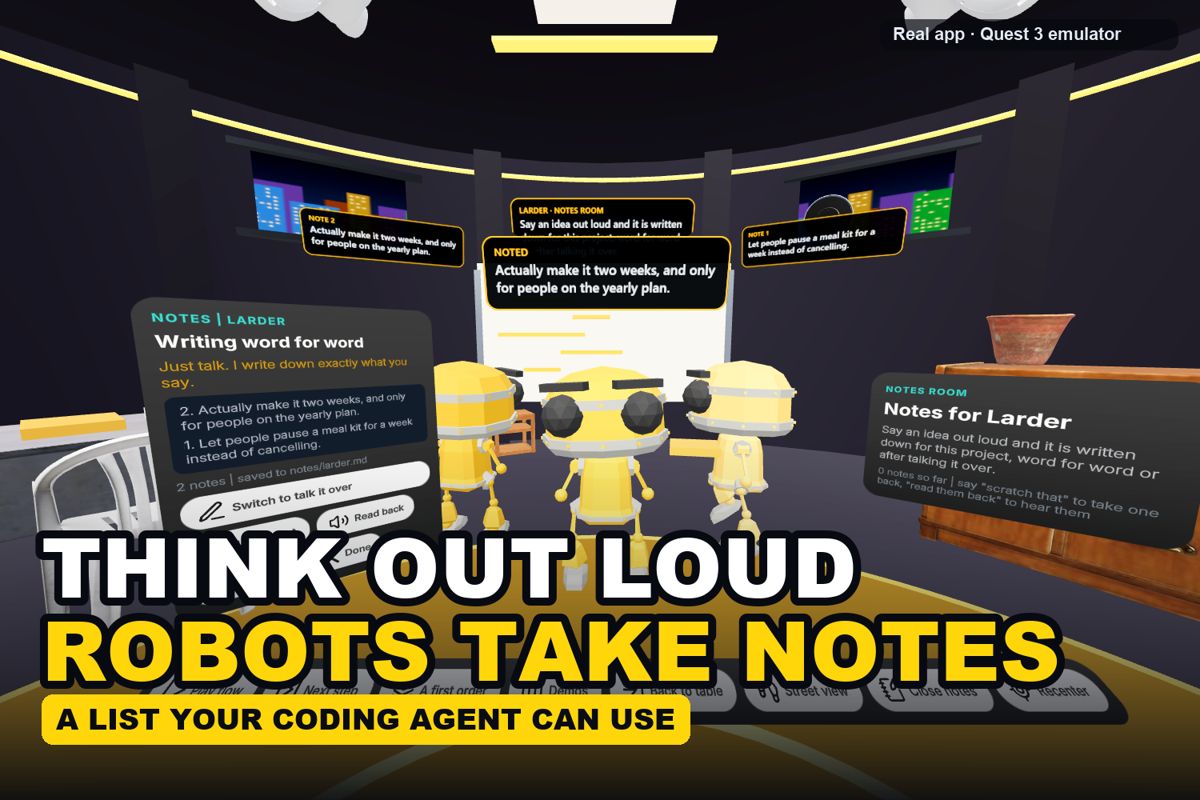 Real app · Quest 3 emulator
NOTE 2
Actually make it two weeks, and only
for people on the yearly plan.
LARDER · NOTES ROOM
Say an idea out loud and it is written
NOTED
Actually make it two weeks, and only
for people on the yearly plan.
NOTE 1
Let people pause a meal kit for a
week instead of cancelling.
NOTES | LARDER
Writing word for word
Just talk. I write down exactly what you
say.
2. Actually make it two weeks, and only
for people on the yearly plan.
1. Let people pause a meal kit for a week
instead of cancelling.
2 notes | saved to notes/larder.md
Switch to talk it over
Read back
Done
NOTES ROOM
Notes for Larder
Say an idea out loud and it is written
down for this project, word for word or
after talking it over.
0 notes so far | say "scratch that" to take one
back, "read them back" to hear them
THINK OUT LOUD
ROBOTS TAKE NOTES
Play now
Next step
A first order
Demos
Back to table
Street view
Close notes
Recenter
A LIST YOUR CODING AGENT CAN USE